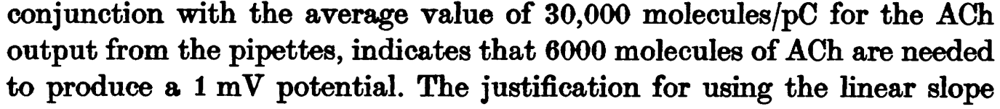 conjunction with the average value of 30,000 molecules/pC for the ACh
output from the pipettes, indicates that 6000 molecules of ACh are needed
to produce a 1 mV potential. The justification for using the linear slope